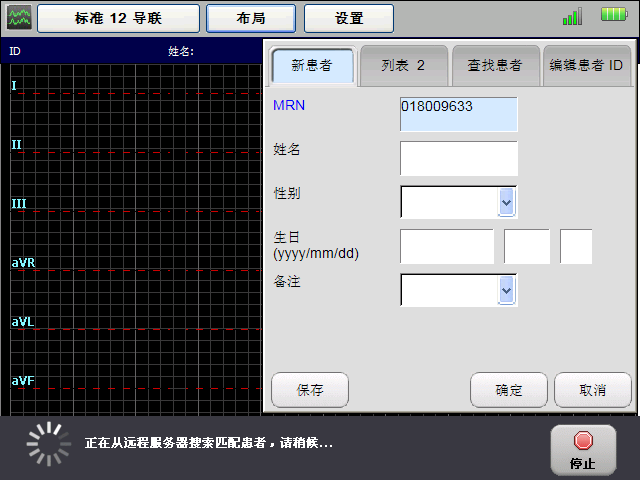 标准 12 导联 布局 设置
ID 姓名:
新患者 列表 2 查找患者 编辑患者 ID
I
MRN 018009633
II
姓名
III
性别
生日
(yyyy/mm/dd)
aVR
备注
aVL
aVF
保存 确定 取消
正在从远程服务器搜索匹配患者，请稍候...
停止